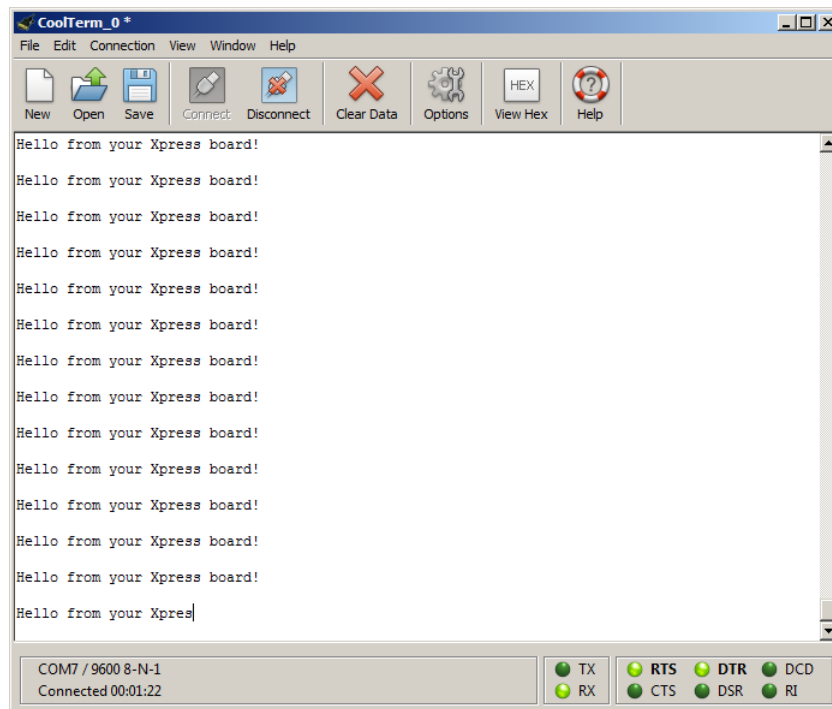 CoolTerm_0 *
File Edit Connection View Window Help
HEX
New Open Save Connect Disconnect Clear Data Options View Hex Help
Hello from your Xpress board!
Hello from your Xpress board!
Hello from your Xpress board!
Hello from your Xpress board!
Hello from your Xpress board!
Hello from your Xpress board!
Hello from your Xpress board!
Hello from your Xpress board!
Hello from your Xpress board!
Hello from your Xpress board!
Hello from your Xpress board!
Hello from your Xpress board!
Hello from your Xpress board!
Hello from your Xpres
COM7 / 9600 8-N-1 TX RTS DTR DCD
Connected 00:01:22 RX CTS DSR RI